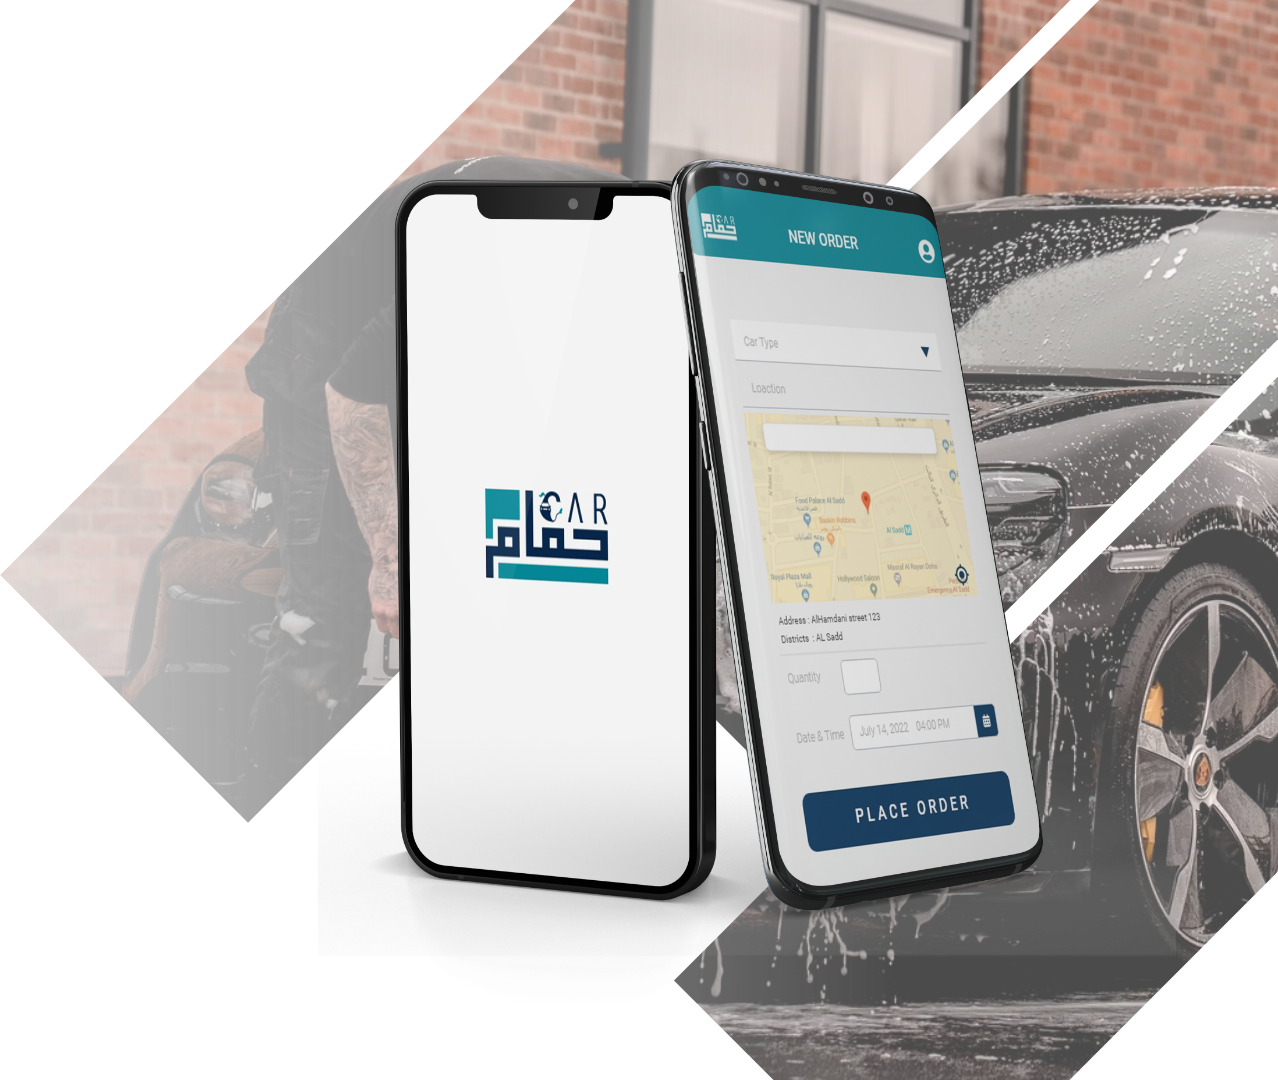 CAR
حمام
CAR
حمام
NEW ORDER
Car Type
Loaction
Food Palace Al Sadd
Baskin Robbins
Al Sadd M
Royal Plaza Mall
Hollywood Saloon
Masraf Al Rayan Doha
Emergency Al Sadd
Address : AlHamdani street 123
Districts : AL Sadd
Quantity
Date & Time
July 14, 2022 04:00 PM
PLACE ORDER